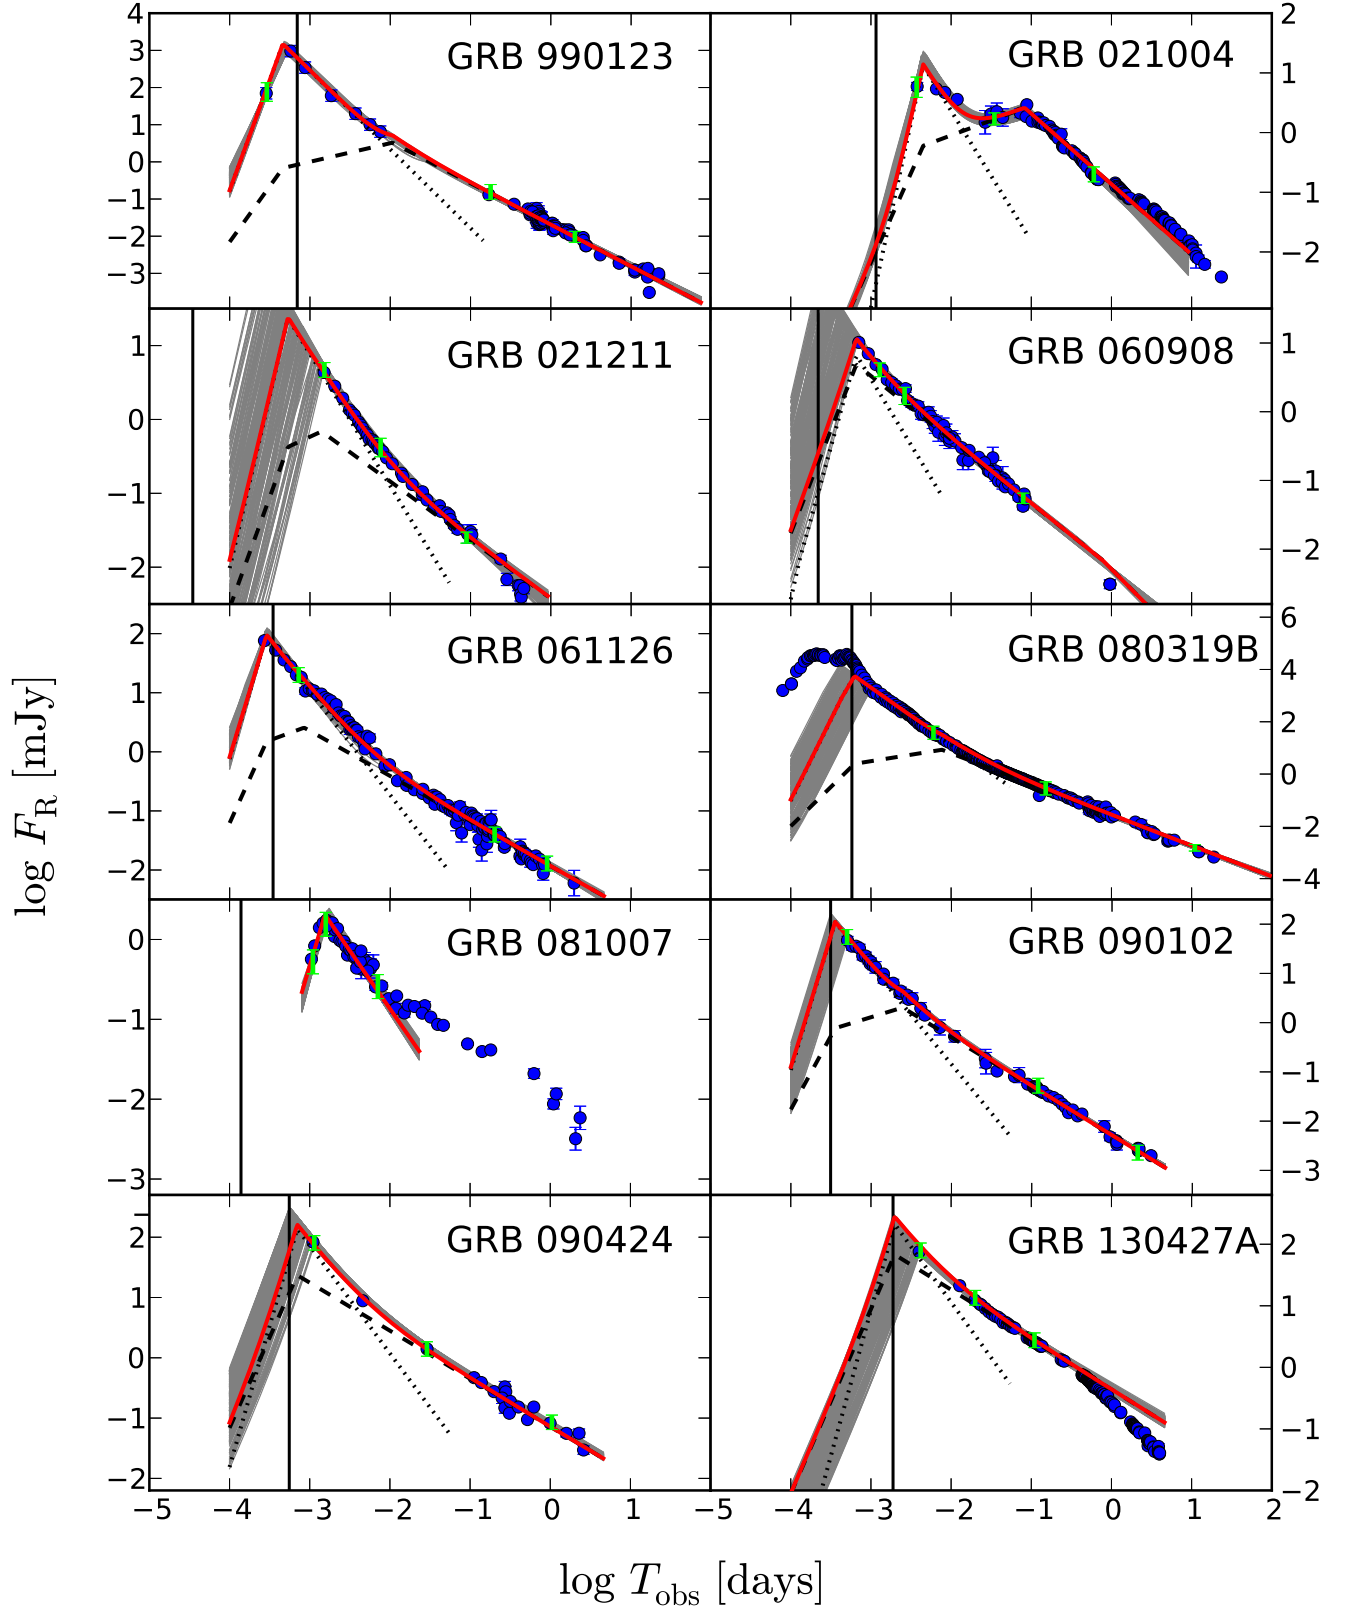 4 3 2 1 0 −1 −2 −3
GRB 990123
GRB 021004
2 1 0 −1 −2
1 0 −1 −2
GRB 021211
GRB 060908
1 0 −1 −2
2 1 0 −1 −2
GRB 061126
GRB 080319B
6 4 2 0 −2 −4
0 −1 −2 −3
GRB 081007
GRB 090102
2 1 0 −1 −2 −3
2 1 0 −1 −2
GRB 090424
GRB 130427A
2 1 0 −1 −2
−5 −4 −3 −2 −1 0 1 −5 −4 −3 −2 −1 0 1 2
log F_R [mJy]
log T_obs [days]